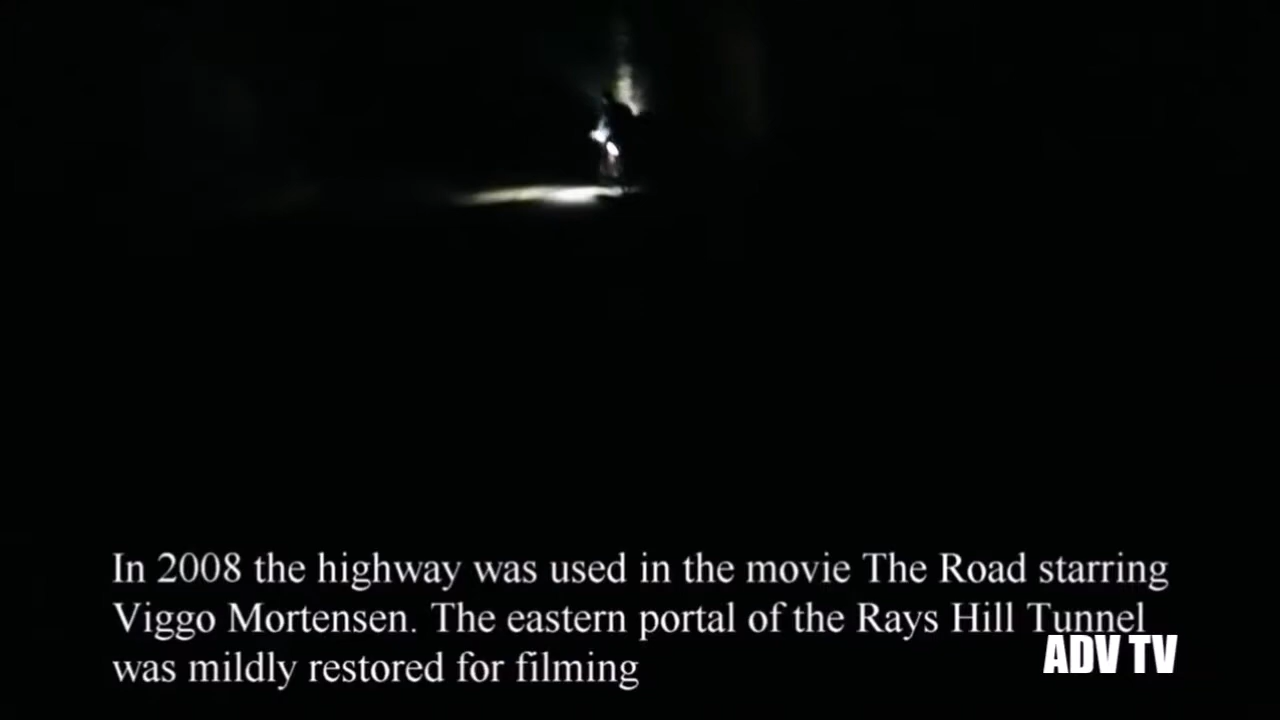 In 2008 the highway was used in the movie The Road starring
Viggo Mortensen. The eastern portal of the Rays Hill Tunnel
was mildly restored for filming
ADV TV